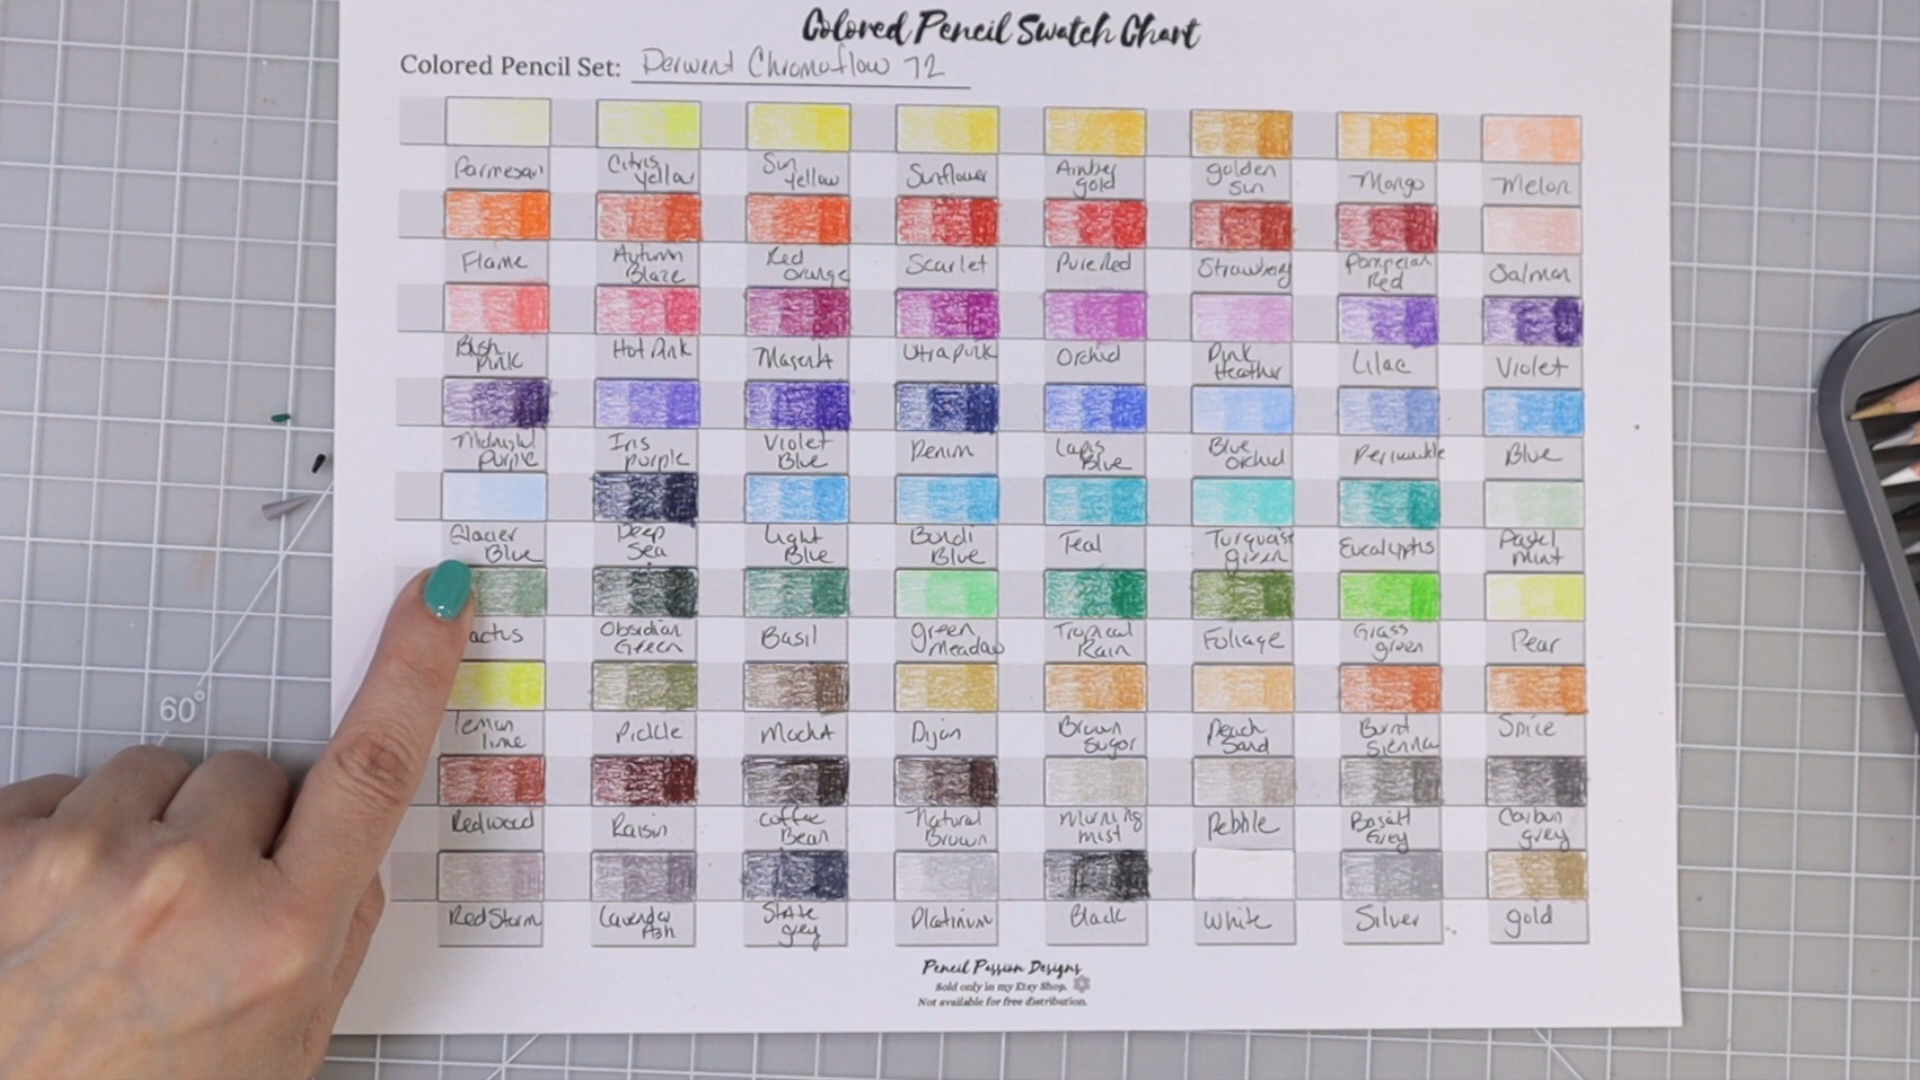 Colored Pencil Swatch Chart
Colored Pencil Set: Derwent Chromaflow 72
Parmesan Citris Yellow Sun Yellow Sunflower Amber gold golden sun Mango Melon
Flame Autumn Blaze Red Orange Scarlet Pure Red Strawberry Pompeian Red Salmon
Blush Pink Hot Pink Magenta Ultra Pink Orchid Pink Heather Lilac Violet
Midnight Purple Iris purple Violet Blue Denim Lapis Blue Blue Orchid Periwinkle Blue
Glacier Blue Deep Sea Light Blue Bondi Blue Teal Turquoise green Eucalyptis Pastel Mint
actus Obsidian Green Basil green Meadow Tropical Rain Foliage Grass green Pear
lemon lime Pickle MochA Dijon Brown Sugar Peach Sand Burnt Sienna Spice
Redwood Raisin Coffee Bean Natural Brown Morning mist Pebble Basalt Grey Carbon grey
Red Storm Lavender Ash Slate grey Platinum Black White Silver gold
Pencil Passion Designs
Sold only in my Etsy Shop.
Not available for free distribution.
60°